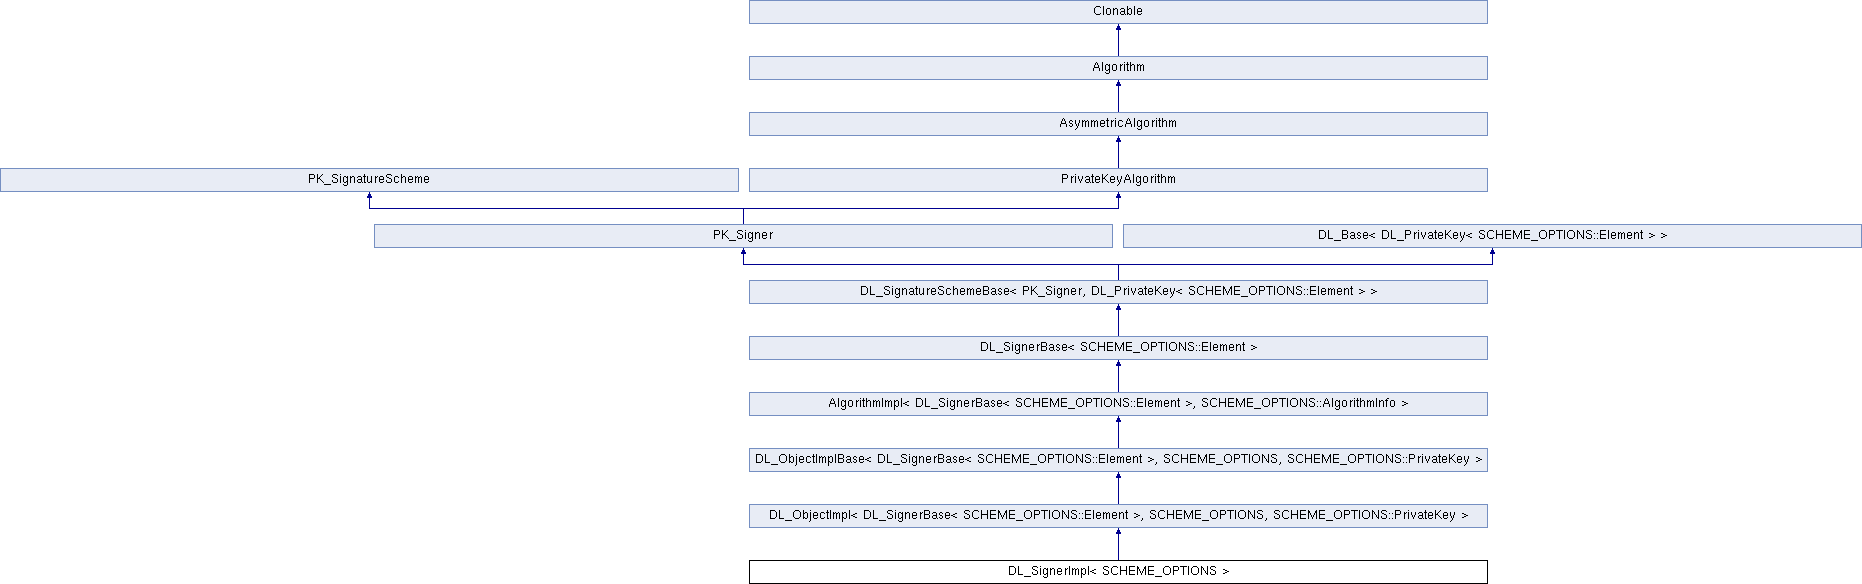 Clonable
Algorithm
AsymmetricAlgorithm
PK_SignatureScheme
PrivateKeyAlgorithm
PK_Signer
DL_Base< DL_PrivateKey< SCHEME_OPTIONS::Element > >
DL_SignatureSchemeBase< PK_Signer, DL_PrivateKey< SCHEME_OPTIONS::Element > >
DL_SignerBase< SCHEME_OPTIONS::Element >
AlgorithmImpl< DL_SignerBase< SCHEME_OPTIONS::Element >, SCHEME_OPTIONS::AlgorithmInfo >
DL_ObjectImplBase< DL_SignerBase< SCHEME_OPTIONS::Element >, SCHEME_OPTIONS, SCHEME_OPTIONS::PrivateKey >
DL_ObjectImpl< DL_SignerBase< SCHEME_OPTIONS::Element >, SCHEME_OPTIONS, SCHEME_OPTIONS::PrivateKey >
DL_SignerImpl< SCHEME_OPTIONS >